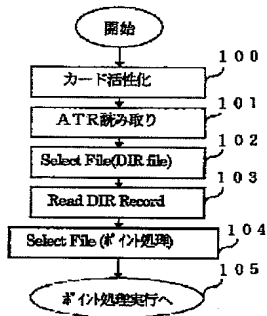 開始
100
カード活性化
101
ATR読み取り
102
Select File(DIR file)
103
Read DIR Record
104
Select File (ポイント処理)
105
ポイント処理実行へ